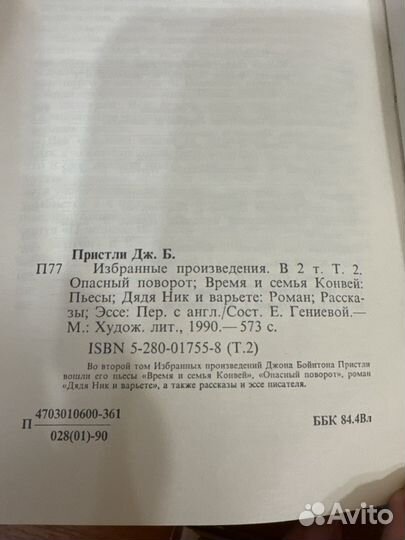 Пристли Дж. Б.
П77 Избранные произведения. В 2 т. Т. 2.
Опасный поворот; Время и семья Конвей:
Пьесы; Дядя Ник и варьете: Роман; Расска-
зы; Эссе: Пер. с англ./Сост. Е. Гениевой.—
М.: Худож. лит., 1990.— 573 с.
ISBN 5-280-01755-8 (Т.2)
Во второй том Избранных произведений Джона Бойнтона Пристли
вошли его пьесы «Время и семья Конвей», «Опасный поворот», роман
«Дядя Ник и варьете», а также рассказы и эссе писателя.
П 4703010600-361
028(01)-90
ББК 84.4Вл
Avito